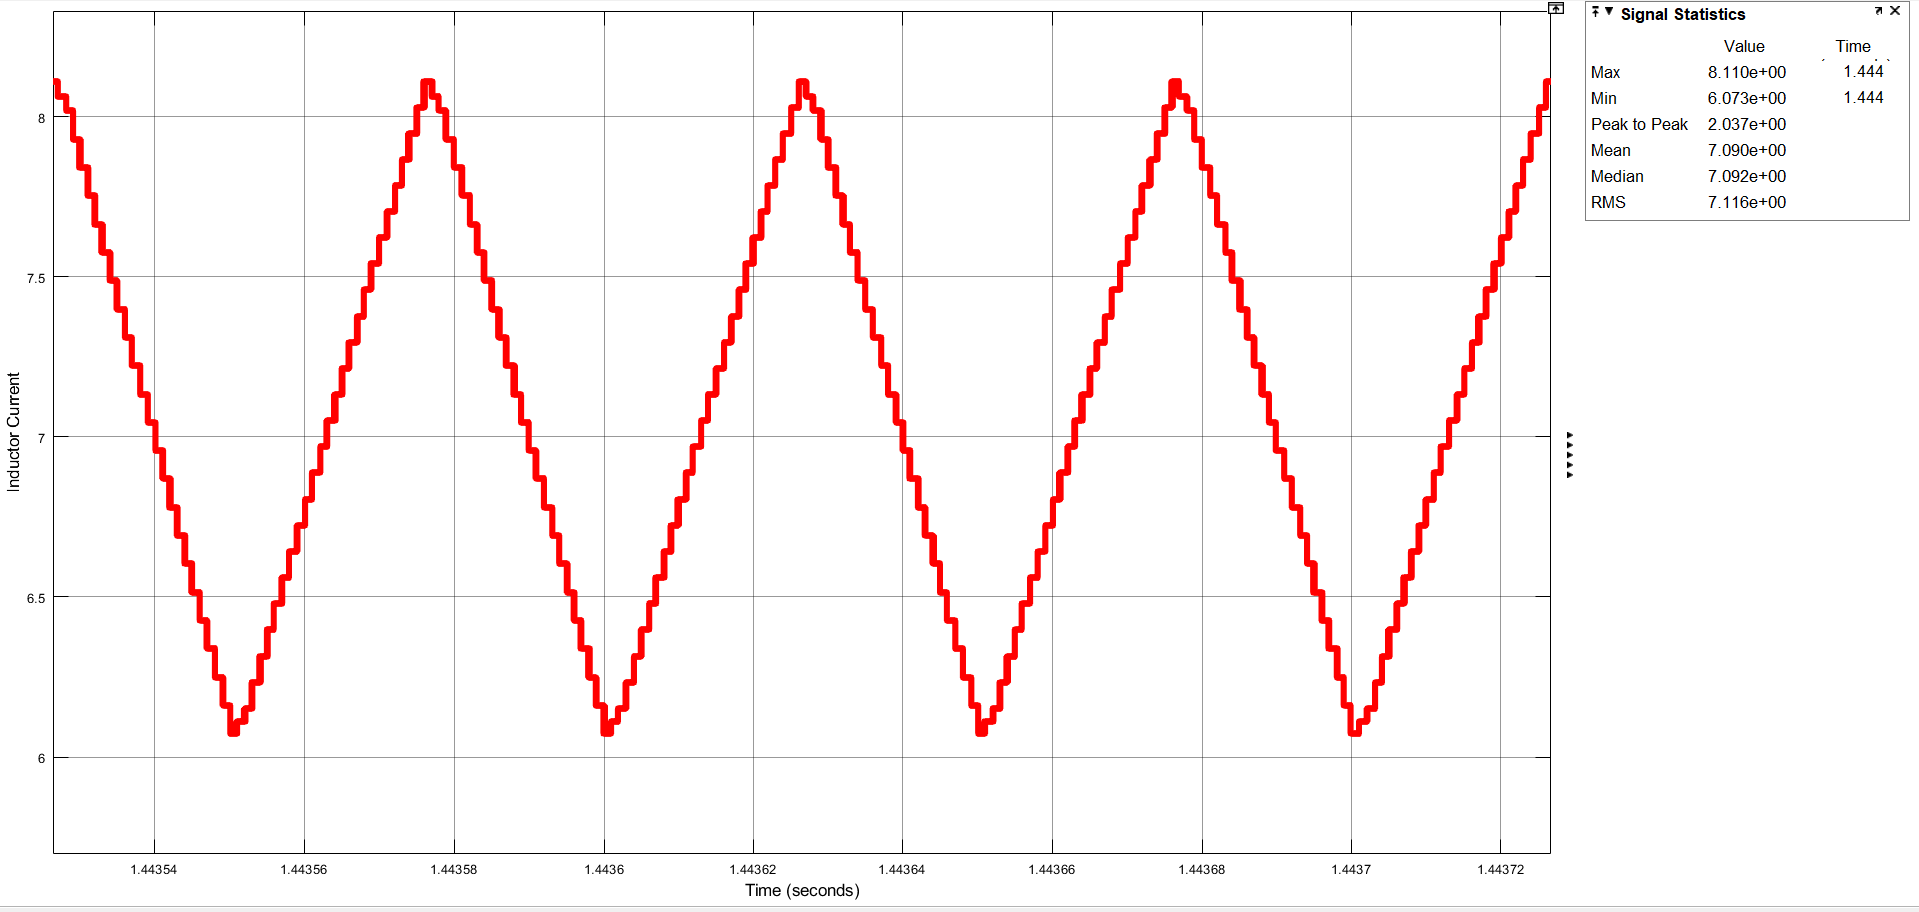 Signal Statistics
Value Time
Max 8.110e+00 1.444
Min 6.073e+00 1.444
Peak to Peak 2.037e+00
Mean 7.090e+00
Median 7.092e+00
RMS 7.116e+00
8
7.5
7
6.5
6
Inductor Current
1.44354 1.44356 1.44358 1.4436 1.44362 1.44364 1.44366 1.44368 1.4437 1.44372
Time (seconds)